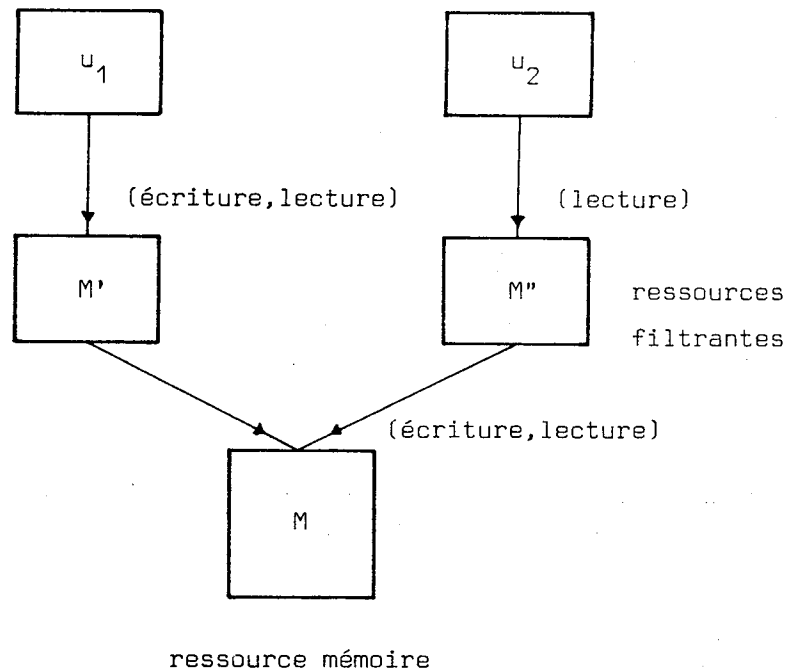 u1
u2
(écriture,lecture)
(lecture)
M'
M"
ressources
filtrantes
(écriture,lecture)
M
ressource mémoire